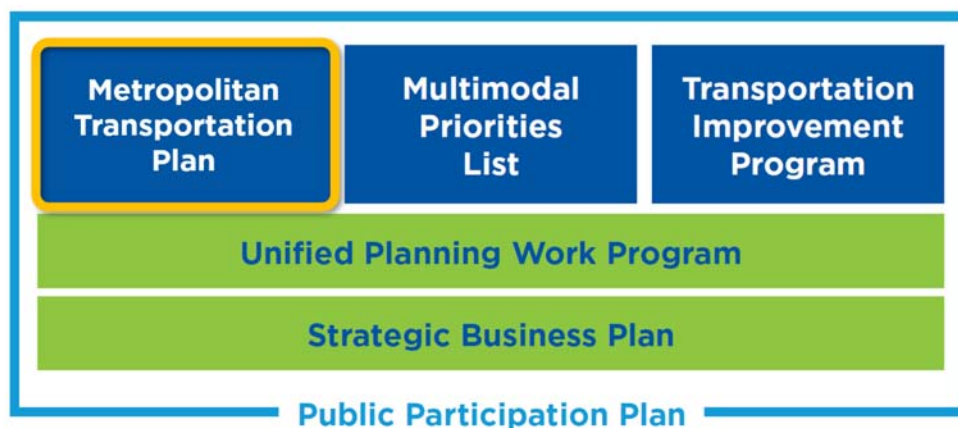 Metropolitan
Transportation
Plan
Multimodal
Priorities
List
Transportation
Improvement
Program
Unified Planning Work Program
Strategic Business Plan
Public Participation Plan